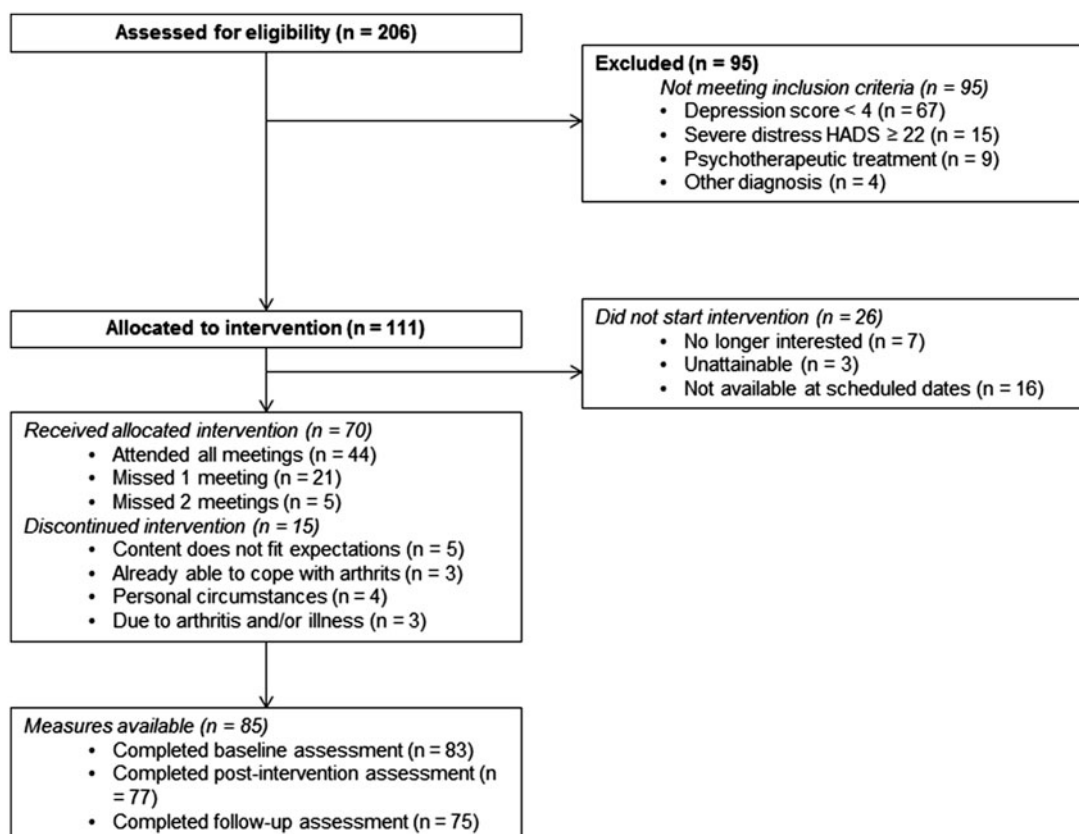 Assessed for eligibility (n = 206)
Excluded (n = 95)
Not meeting inclusion criteria (n = 95)
• Depression score < 4 (n = 67)
• Severe distress HADS ≥ 22 (n = 15)
• Psychotherapeutic treatment (n = 9)
• Other diagnosis (n = 4)
Allocated to intervention (n = 111)
Did not start intervention (n = 26)
• No longer interested (n = 7)
• Unattainable (n = 3)
• Not available at scheduled dates (n = 16)
Received allocated intervention (n = 70)
• Attended all meetings (n = 44)
• Missed 1 meeting (n = 21)
• Missed 2 meetings (n = 5)
Discontinued intervention (n = 15)
• Content does not fit expectations (n = 5)
• Already able to cope with arthrits (n = 3)
• Personal circumstances (n = 4)
• Due to arthritis and/or illness (n = 3)
Measures available (n = 85)
• Completed baseline assessment (n = 83)
• Completed post-intervention assessment (n
= 77)
• Completed follow-up assessment (n = 75)